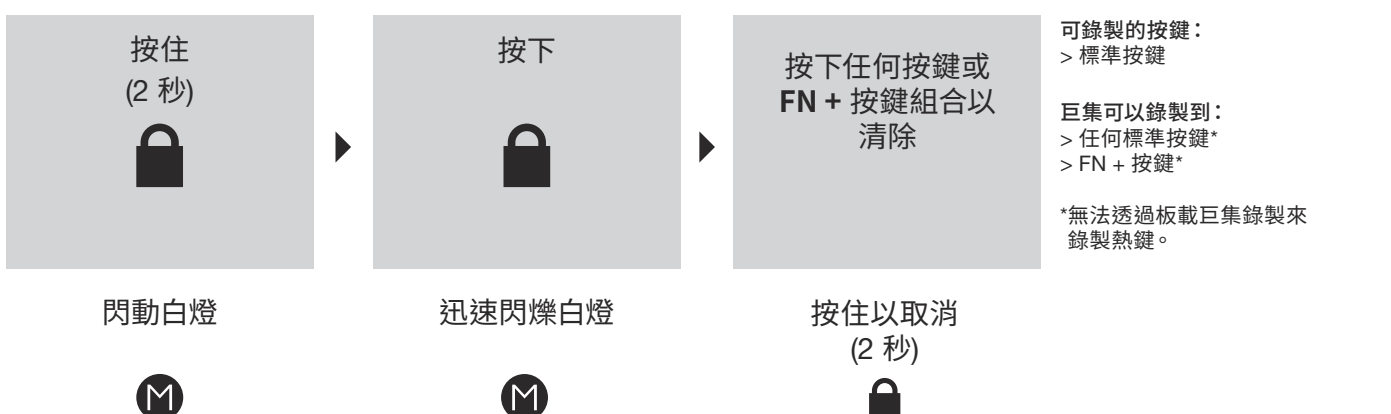 按住
(2 秒)
閃動白燈
M
按下
迅速閃爍白燈
M
按下任何按鍵或
FN + 按鍵組合以
清除
按住以取消
(2 秒)
可錄製的按鍵：
> 標準按鍵
巨集可以錄製到：
> 任何標準按鍵*
> FN + 按鍵*
*無法透過板載巨集錄製來
錄製熱鍵。